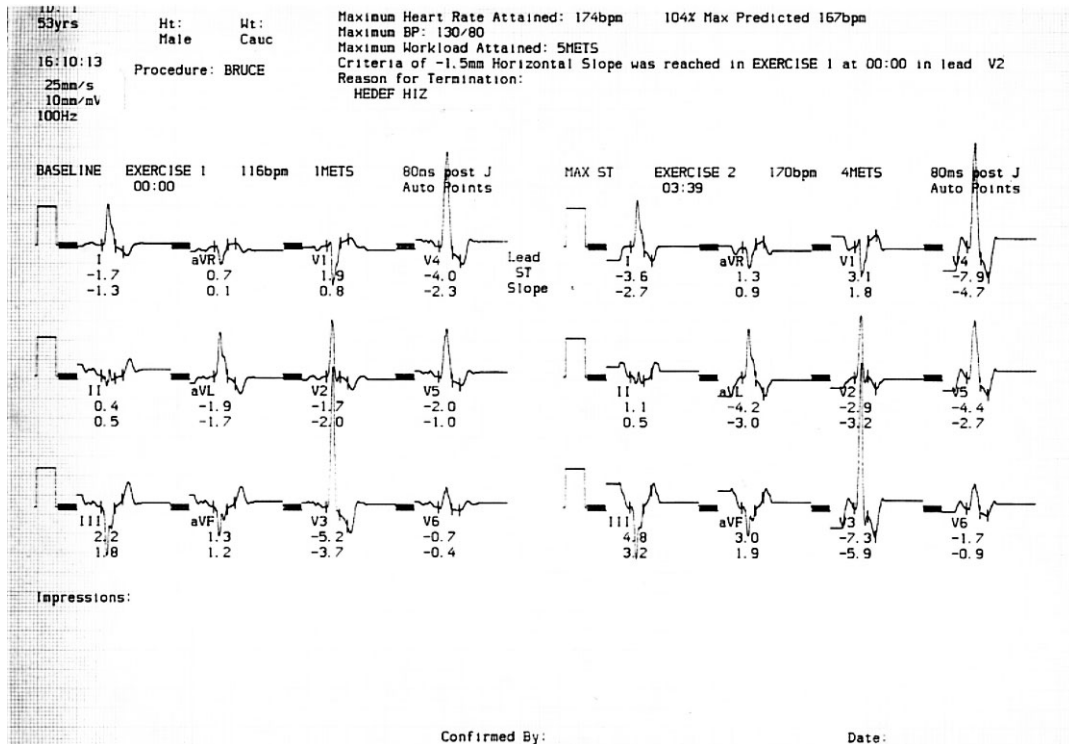 ID: 1
53yrs Ht: Wt:
Male Cauc
16:10:13
Procedure: BRUCE
25mm/s
10mm/mV
100Hz
Maximum Heart Rate Attained: 174bpm 104% Max Predicted 167bpm
Maximum BP: 130/80
Maximum Workload Attained: 5METS
Criteria of -1.5mm Horizontal Slope was reached in EXERCISE 1 at 00:00 in lead V2
Reason for Termination:
HEDEF HIZ
BASELINE EXERCISE 1 116bpm 1METS 80ms post J
00:00 Auto Points
I aVR V1 V4
-1.7 0.7 1.9 -4.0
-1.3 0.1 0.8 -2.3
II aVL V2 V5
0.4 -1.9 -1.7 -2.0
0.5 -1.7 -2.0 -1.0
III aVF V3 V6
2.2 1.3 -5.2 -0.7
1.8 1.2 -3.7 -0.4
Lead
ST
Slope
MAX ST EXERCISE 2 170bpm 4METS 80ms post J
03:39 Auto Points
I aVR V1 V4
-3.6 1.3 3.1 -7.9
-2.7 0.9 1.8 -4.7
II aVL V2 V5
1.1 -4.2 -2.9 -4.4
0.5 -3.0 -3.2 -2.7
III aVF V3 V6
4.8 3.0 -7.3 -1.7
3.2 1.9 -5.9 -0.9
Impressions:
Confirmed By: Date: